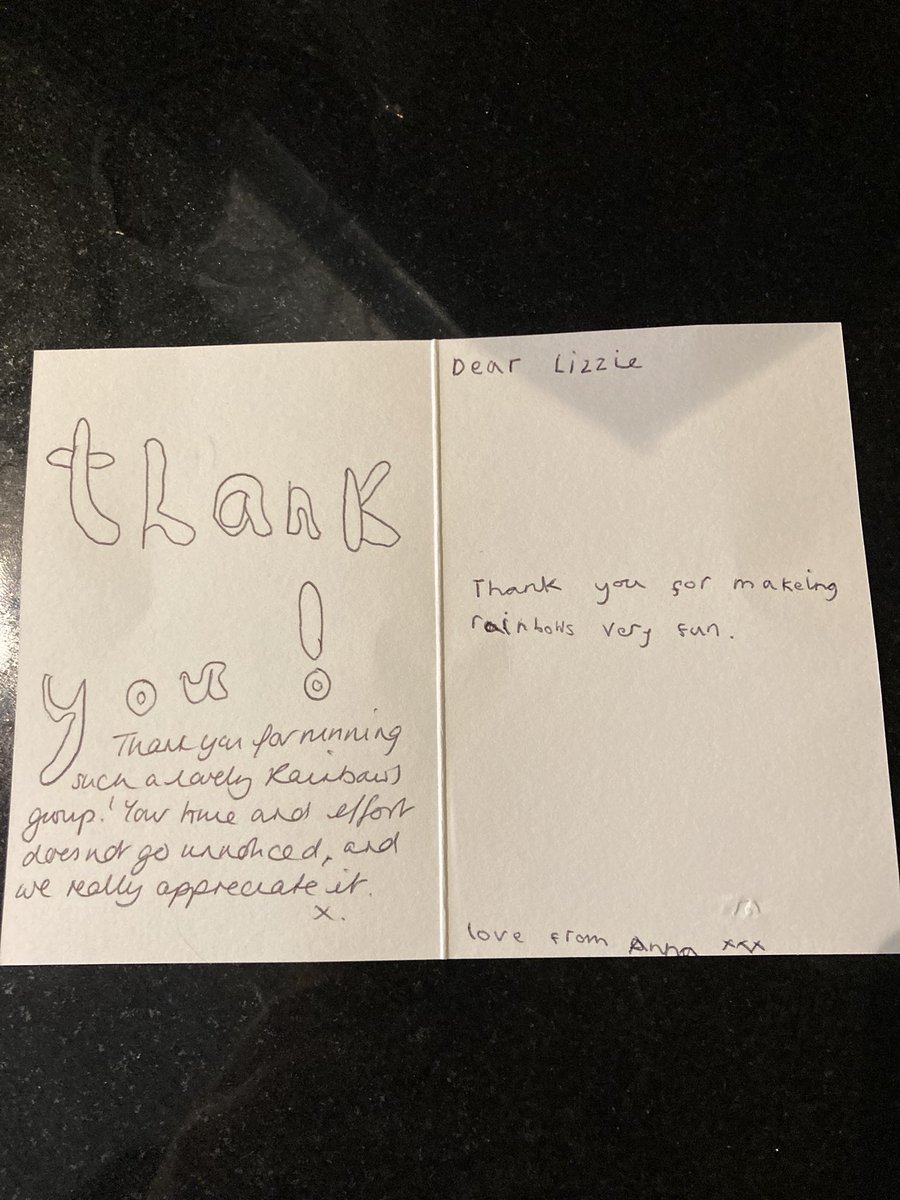 thank
you!
Thank you for running
such a lovely Rainbows
group! Your time and effort
does not go unnoticed, and
we really appreciate it.
x.
Dear Lizzie
Thank you for makeing
rainbows very fun.
love from Anna xxx